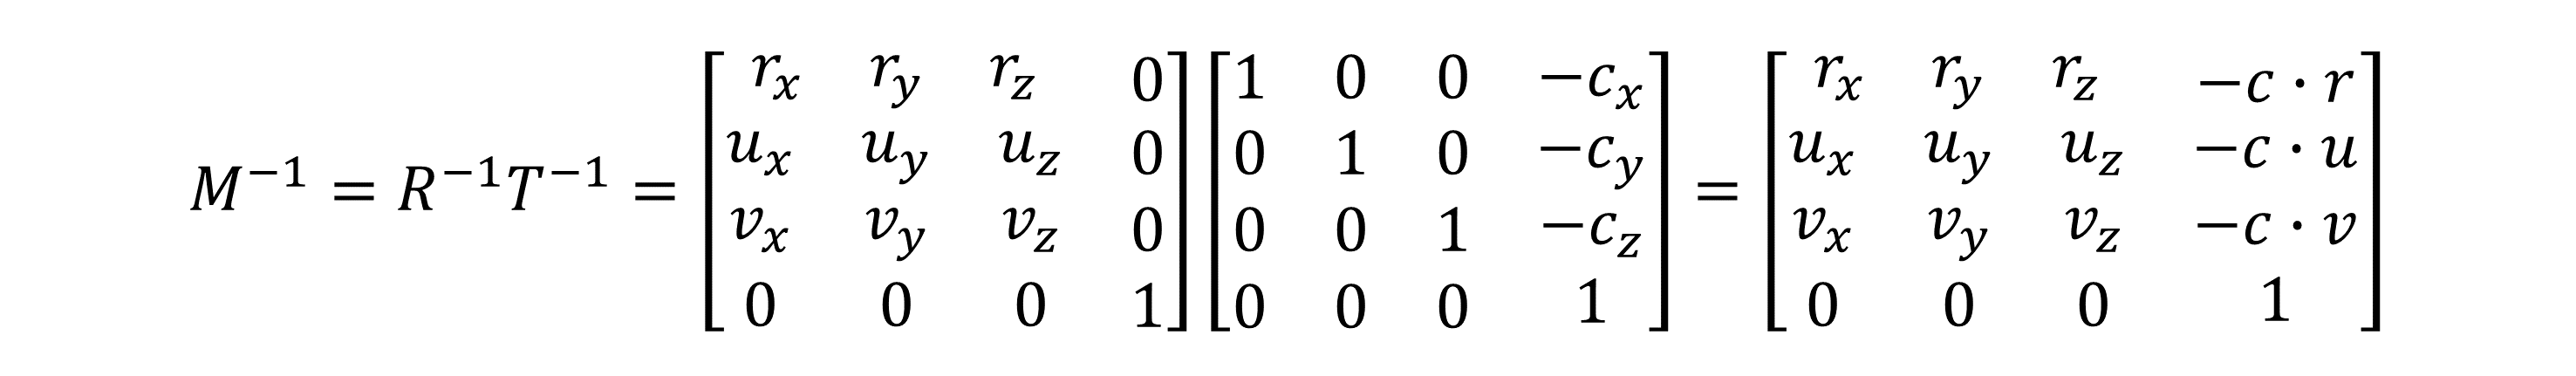 $M^{-1} = R^{-1}T^{-1} = \begin{bmatrix} r_x & r_y & r_z & 0 \\ u_x & u_y & u_z & 0 \\ v_x & v_y & v_z & 0 \\ 0 & 0 & 0 & 1 \end{bmatrix} \begin{bmatrix} 1 & 0 & 0 & -c_x \\ 0 & 1 & 0 & -c_y \\ 0 & 0 & 1 & -c_z \\ 0 & 0 & 0 & 1 \end{bmatrix} = \begin{bmatrix} r_x & r_y & r_z & -c \cdot r \\ u_x & u_y & u_z & -c \cdot u \\ v_x & v_y & v_z & -c \cdot v \\ 0 & 0 & 0 & 1 \end{bmatrix}$